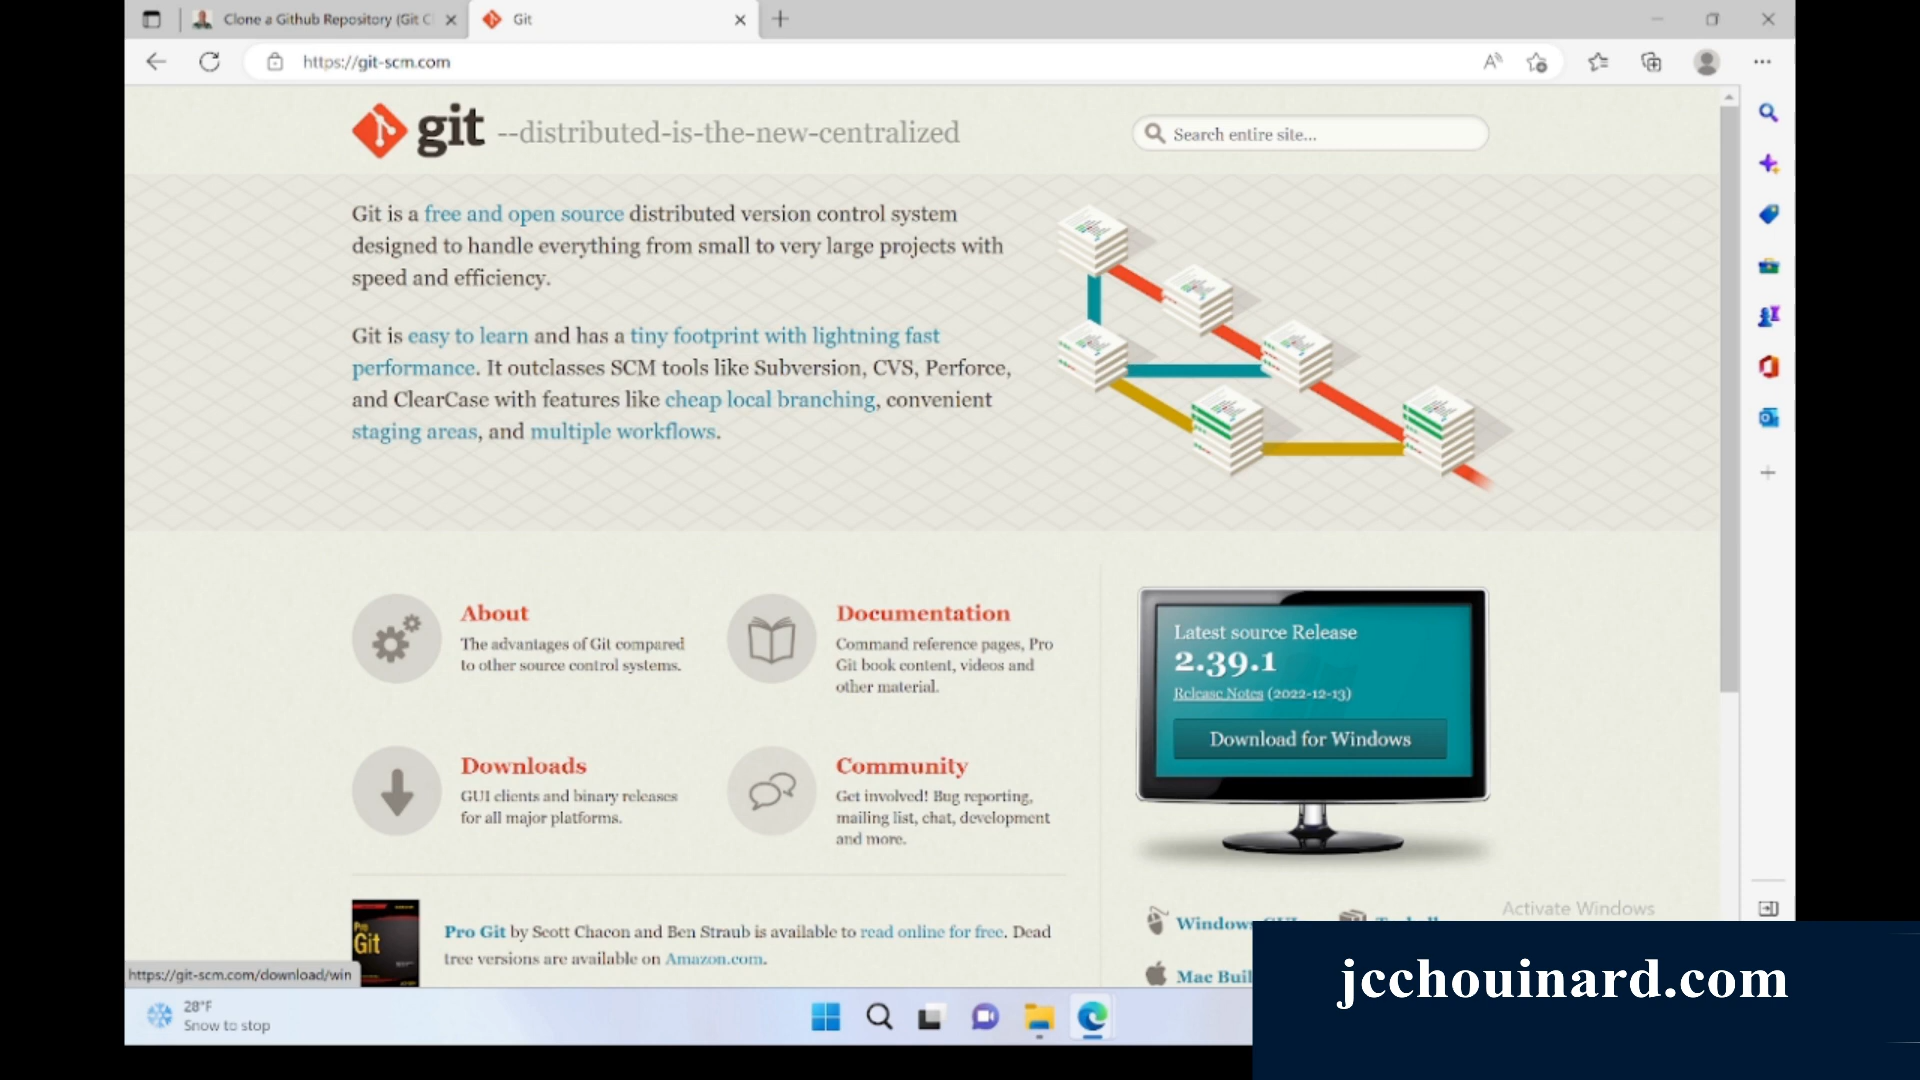 Clone a Github Repository (Git C
Git
https://git-scm.com
git --distributed-is-the-new-centralized
Search entire site...
Git is a free and open source distributed version control system
designed to handle everything from small to very large projects with
speed and efficiency.
Git is easy to learn and has a tiny footprint with lightning fast
performance. It outclasses SCM tools like Subversion, CVS, Perforce,
and ClearCase with features like cheap local branching, convenient
staging areas, and multiple workflows.
About
The advantages of Git compared
to other source control systems.
Documentation
Command reference pages, Pro
Git book content, videos and
other material.
Downloads
GUI clients and binary releases
for all major platforms.
Community
Get involved! Bug reporting,
mailing list, chat, development
and more.
Latest source Release
2.39.1
Release Notes (2022-12-13)
Download for Windows
Pro
Git
Pro Git by Scott Chacon and Ben Straub is available to read online for free. Dead
tree versions are available on Amazon.com.
Windows
Mac Buil
Activate Windows
https://git-scm.com/download/win
28°F
Snow to stop
jcchouinard.com